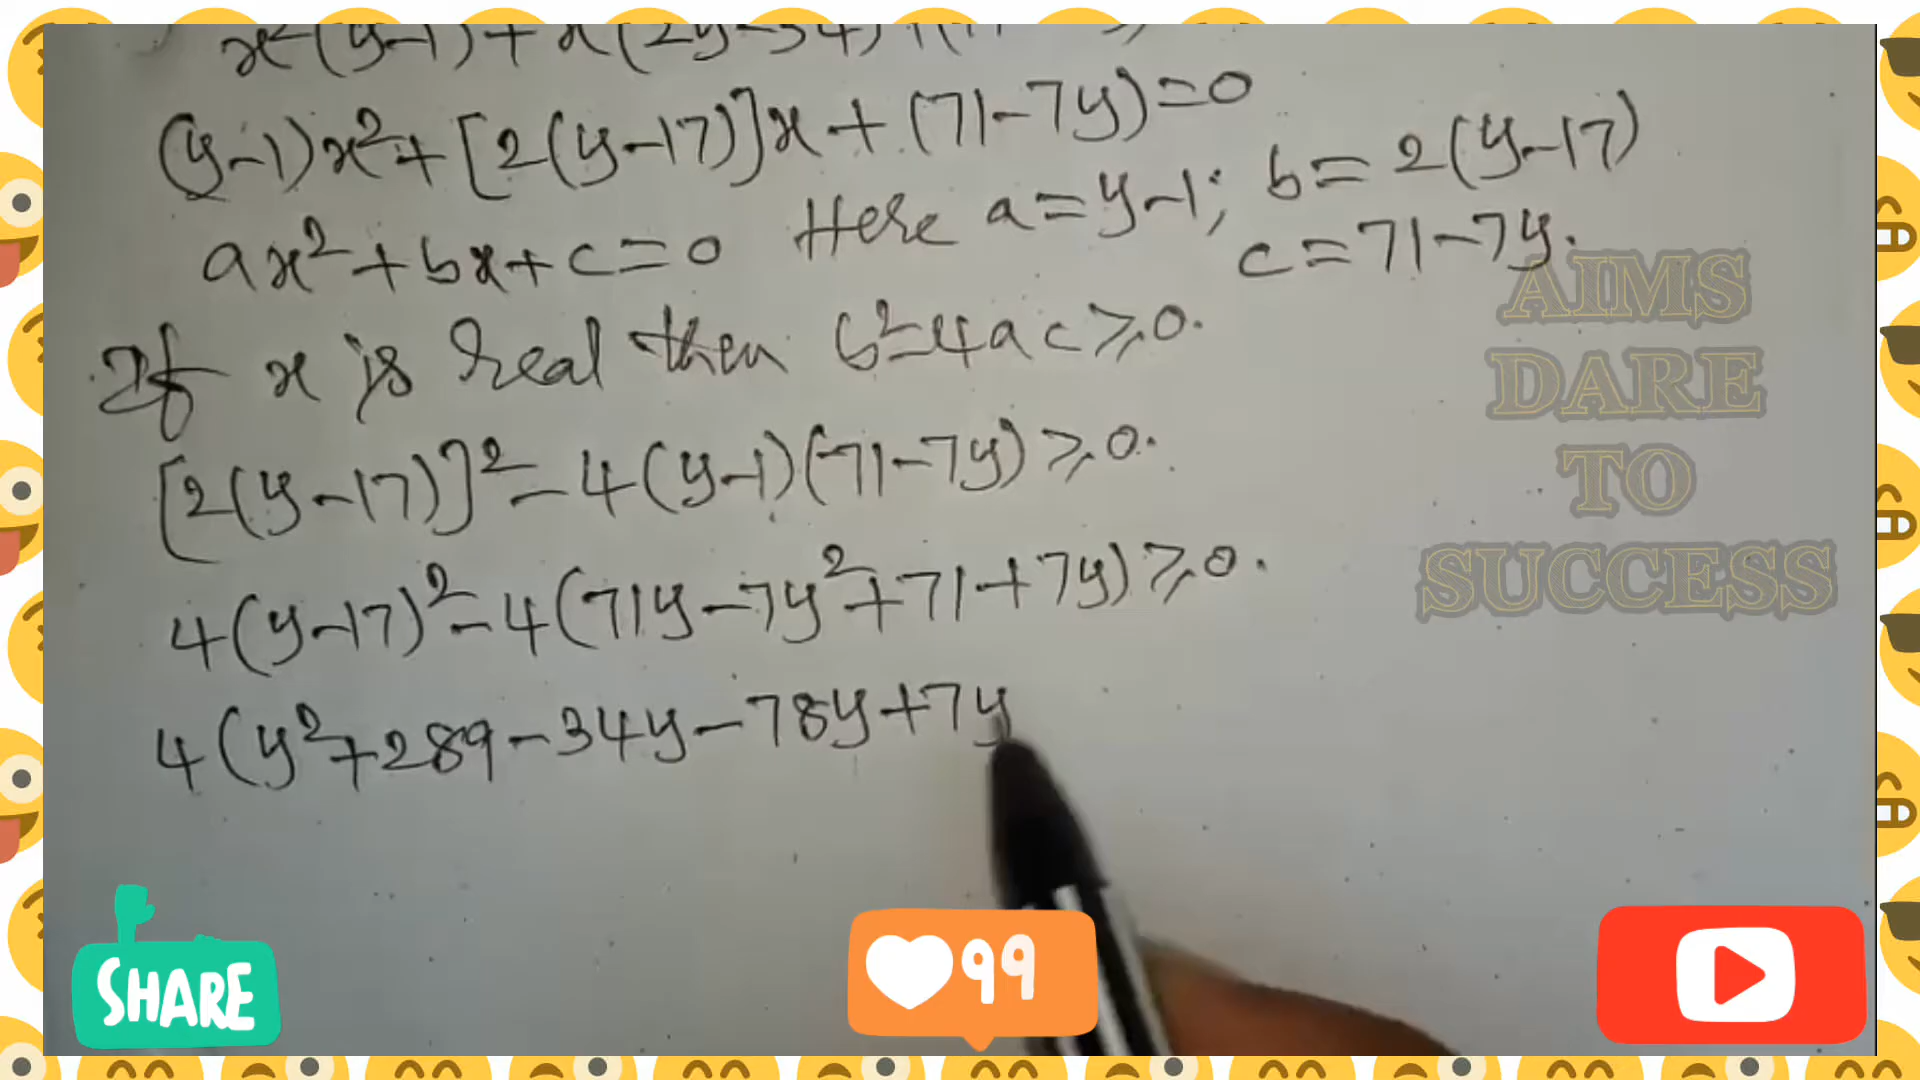 (y-1)x²+[2(y-17)]x+(71-7y)=0
ax²+bx+c=0 Here a=y-1; b=2(y-17)
c=71-7y.
If x is real then b²-4ac≥0.
[2(y-17)]²-4(y-1)(71-7y)≥0.
4(y-17)²-4(71y-7y²+71+7y)≥0.
4(y²+289-34y-78y+7y
AIMS
DARE
TO
SUCCESS
SHARE
99